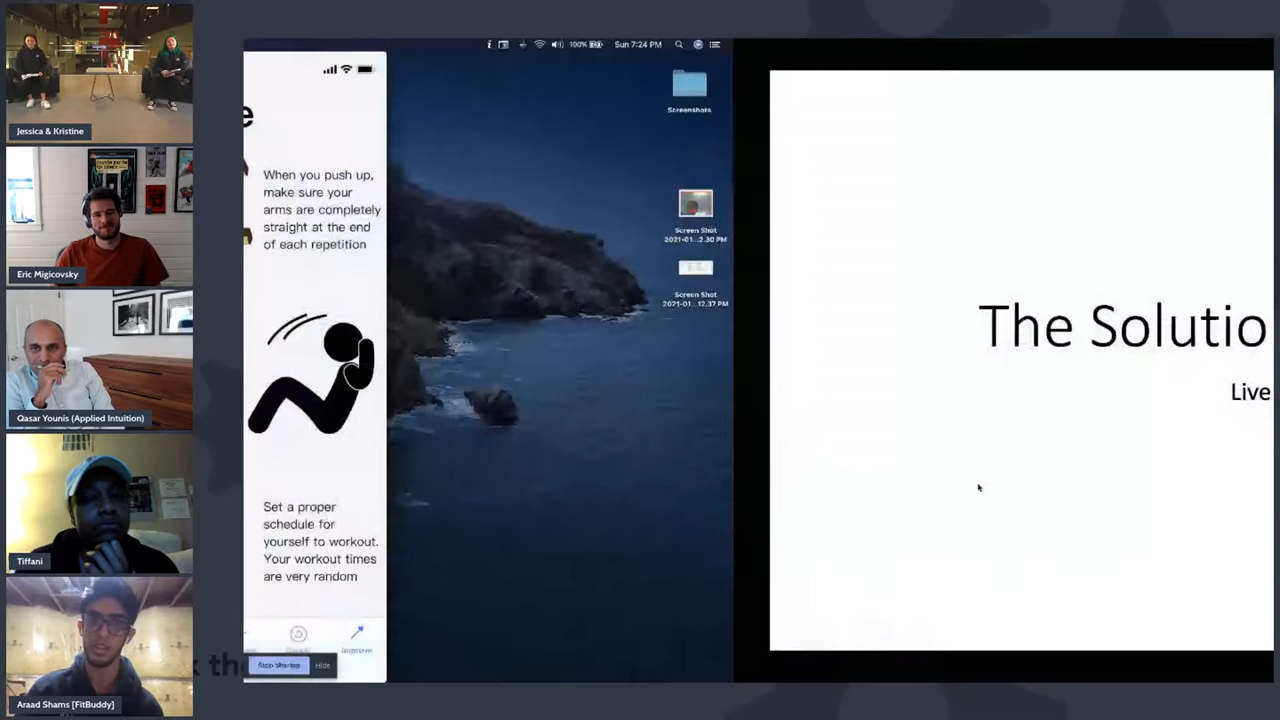 Jessica & Kristine
Eric Migicovsky
Qasar Younis (Applied Intuition)
Tiffani
Araad Shams [FitBuddy]
100%
Sun 7:24 PM
Screenshots
Screen Shot
2021-01...2.30 PM
Screen Shot
2021-01...12.37 PM
e
When you push up,
make sure your
arms are completely
straight at the end
of each repetition
Set a proper
schedule for
yourself to workout.
Your workout times
are very random
Improve
Stop sharing
Hide
k the
The Solutio
Live